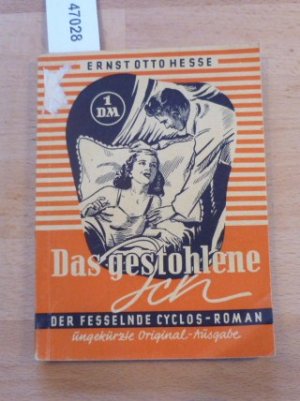 47028
ERNST OTTO HESSE
1
DM
Das gestohlene
Ich
DER FESSELNDE CYCLOS-ROMAN
ungekürzte Original-Ausgabe